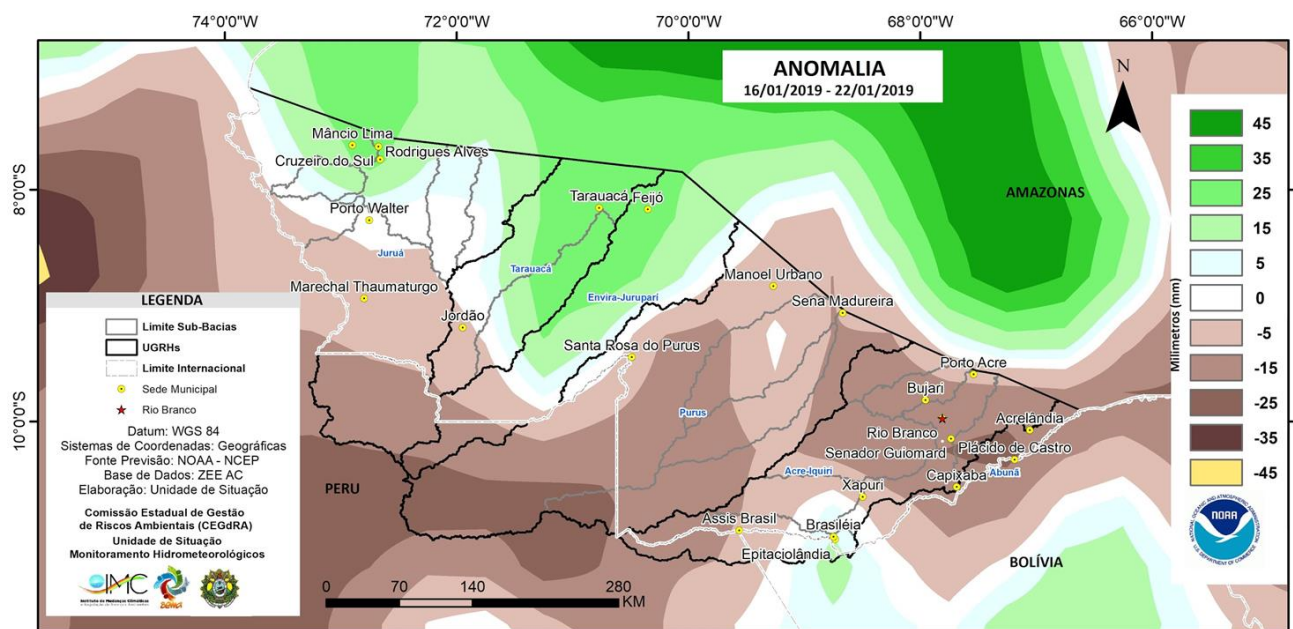 74°0'0"W
72°0'0"W
70°0'0"W
68°0'0"W
66°0'0"W
ANOMALIA
16/01/2019 - 22/01/2019
N
45
35
25
15
5
0
-5
-15
-25
-35
-45
Milimetros (mm)
8°0'0"S
10°0'0"S
AMAZONAS
PERU
BOLÍVIA
Mâncio Lima
Rodrigues Alves
Cruzeiro do Sul
Porto Walter
Juruá
Marechal Thaumaturgo
Jordão
Tarauacá
Feijó
Tarauacá
Envira-Jurupari
Santa Rosa do Purus
Manoel Urbano
Sena Madureira
Purus
Porto Acre
Bujari
Acrelândia
Rio Branco
Senador Guiomard
Plácido de Castro
Abunã
Acre-Iquiri
Capixaba
Xapuri
Assis Brasil
Brasiléia
Epitaciolândia
LEGENDA
Límite Sub-Bacias
UGRHs
Limite Internacional
Sede Municipal
Rio Branco
Datum: WGS 84
Sistemas de Coordenadas: Geográficas
Fonte Previsão: NOAA - NCEP
Base de Dados: ZEE AC
Elaboração: Unidade de Situação
Comissão Estadual de Gestão
de Riscos Ambientais (CEGdRA)
Unidade de Situação
Monitoramento Hidrometeorológicos
IMC
0 70 140 280
KM
NOAA